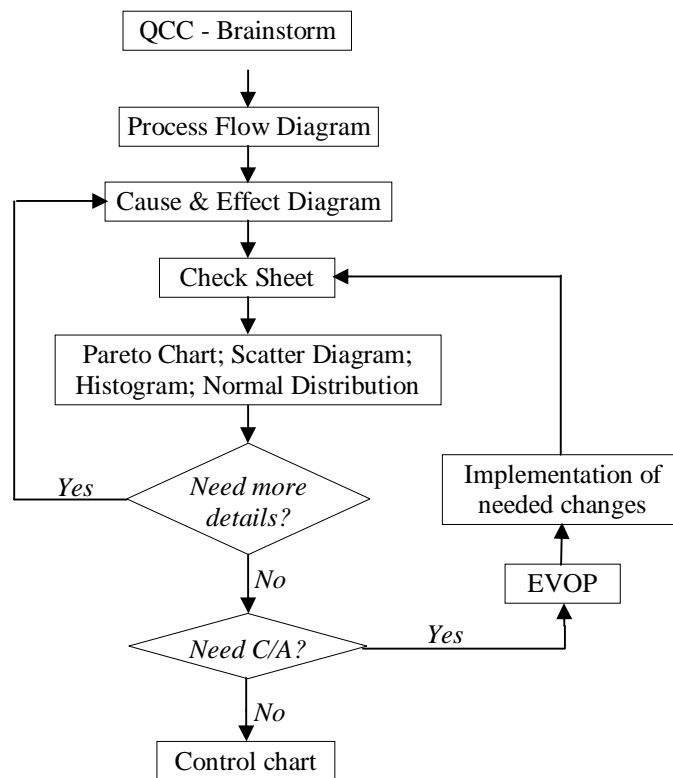 QCC - Brainstorm
Process Flow Diagram
Cause & Effect Diagram
Check Sheet
Pareto Chart; Scatter Diagram;
Histogram; Normal Distribution
Need more
details?
Yes
No
Implementation of
needed changes
EVOP
Need C/A?
Yes
No
Control chart